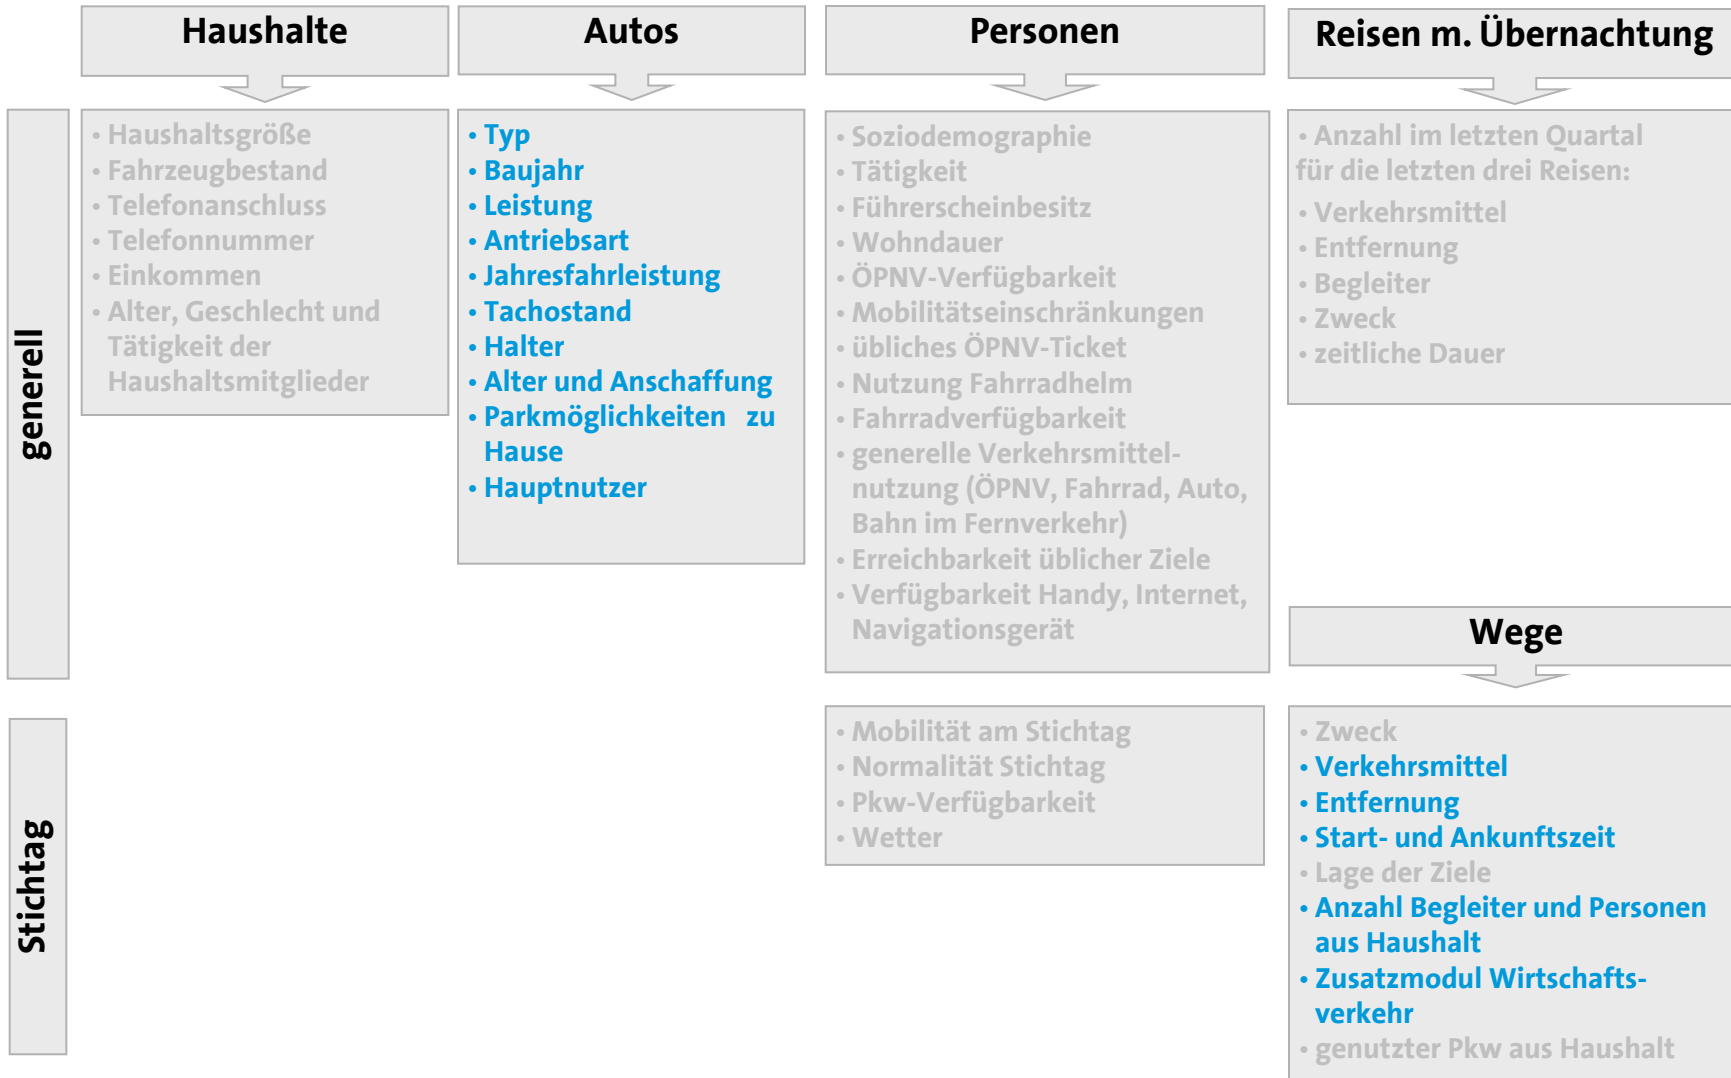 Haushalte
Autos
Personen
Reisen m. Übernachtung
generell
• Haushaltsgröße
• Fahrzeugbestand
• Telefonanschluss
• Telefonnummer
• Einkommen
• Alter, Geschlecht und
Tätigkeit der
Haushaltsmitglieder
• Typ
• Baujahr
• Leistung
• Antriebsart
• Jahresfahrleistung
• Tachostand
• Halter
• Alter und Anschaffung
• Parkmöglichkeiten zu
Hause
• Hauptnutzer
• Soziodemographie
• Tätigkeit
• Führerscheinbesitz
• Wohndauer
• ÖPNV-Verfügbarkeit
• Mobilitätseinschränkungen
• übliches ÖPNV-Ticket
• Nutzung Fahrradhelm
• Fahrradverfügbarkeit
• generelle Verkehrsmittel-
nutzung (ÖPNV, Fahrrad, Auto,
Bahn im Fernverkehr)
• Erreichbarkeit üblicher Ziele
• Verfügbarkeit Handy, Internet,
Navigationsgerät
• Anzahl im letzten Quartal
für die letzten drei Reisen:
• Verkehrsmittel
• Entfernung
• Begleiter
• Zweck
• zeitliche Dauer
Wege
Stichtag
• Mobilität am Stichtag
• Normalität Stichtag
• Pkw-Verfügbarkeit
• Wetter
• Zweck
• Verkehrsmittel
• Entfernung
• Start- und Ankunftszeit
• Lage der Ziele
• Anzahl Begleiter und Personen
aus Haushalt
• Zusatzmodul Wirtschafts-
verkehr
• genutzter Pkw aus Haushalt